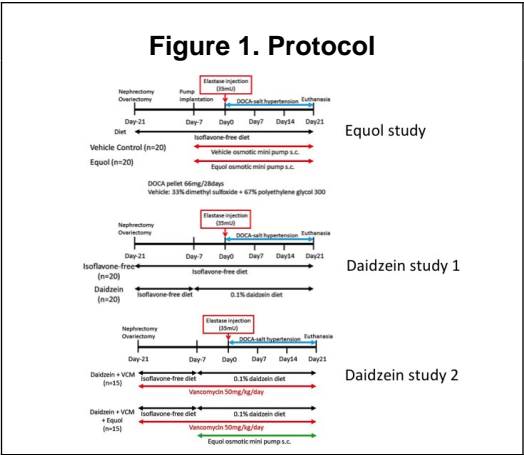 Figure 1. Protocol
Elastase injection
(35mU)
Nephrectomy
Ovariectomy
Pump
implantation
DOCA-salt hypertension
Euthanasia
Day-21 Day-7 Day0 Day7 Day14 Day21
Diet
Isoflavone-free diet
Vehicle Control (n=20)
Vehicle osmotic mini pump s.c.
Equol (n=20)
Equol osmotic mini pump s.c.
Equol study
DOCA pellet 66mg/28days
Vehicle: 33% dimethyl sulfoxide + 67% polyethylene glycol 300
Elastase injection
(35mU)
Nephrectomy
Ovariectomy
DOCA-salt hypertension
Euthanasia
Day-21 Day-7 Day0 Day7 Day14 Day21
Isoflavone-free
(n=20)
Isoflavone-free diet
Daidzein
(n=20)
Isoflavone-free diet 0.1% daidzein diet
Daidzein study 1
Elastase injection
(35mU)
Nephrectomy
Ovariectomy
DOCA-salt hypertension
Euthanasia
Day-21 Day-7 Day0 Day7 Day14 Day21
Daidzein + VCM
(n=15)
Isoflavone-free diet 0.1% daidzein diet
Vancomycin 50mg/kg/day
Daidzein + VCM
+ Equol
(n=15)
Isoflavone-free diet 0.1% daidzein diet
Vancomycin 50mg/kg/day
Equol osmotic mini pump s.c.
Daidzein study 2